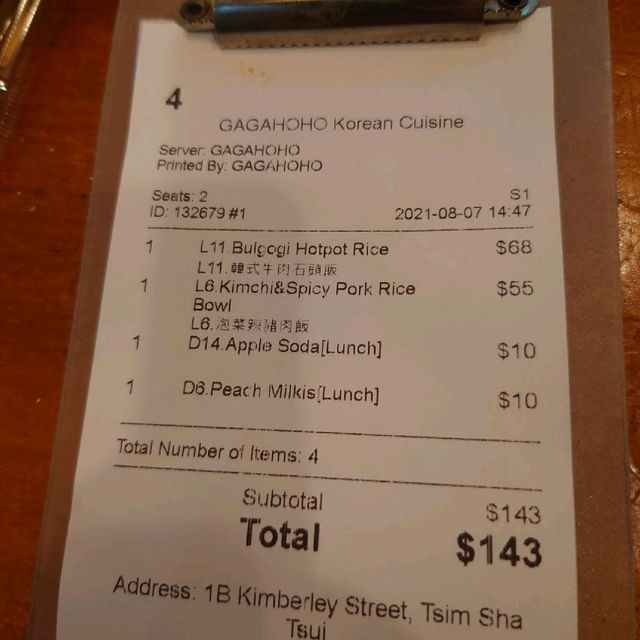 4
GAGAHOHO Korean Cuisine
Server: GAGAHOHO
Printed By: GAGAHOHO
Seats: 2 S1
ID: 132679 #1 2021-08-07 14:47
1 L11.Bulgogi Hotpot Rice $68
L11.韓式牛肉石頭飯
1 L6.Kimchi&Spicy Pork Rice $55
Bowl
L6.泡菜辣豬肉飯
1 D14.Apple Soda[Lunch] $10
1 D6.Peach Milkis[Lunch] $10
Total Number of Items: 4
Subtotal $143
Total $143
Address: 1B Kimberley Street, Tsim Sha
Tsui